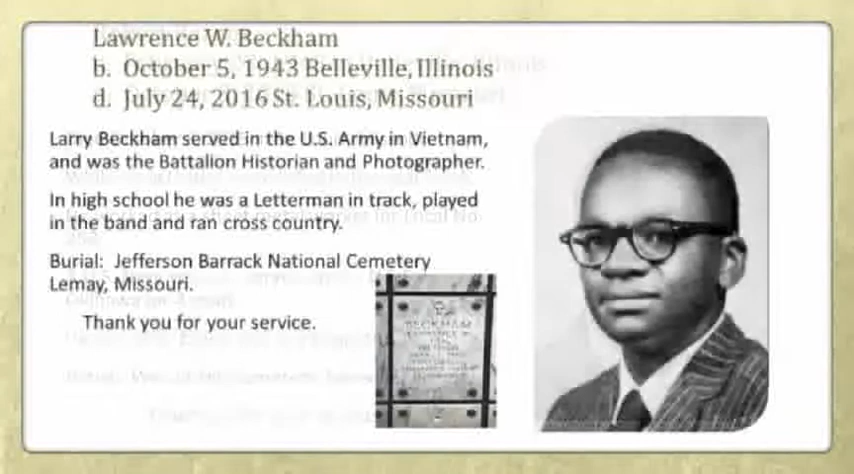 Lawrence W. Beckham
b. October 5, 1943 Belleville, Illinois
d. July 24, 2016 St. Louis, Missouri
Larry Beckham served in the U.S. Army in Vietnam,
and was the Battalion Historian and Photographer.
In high school he was a Letterman in track, played
in the band and ran cross country.
Burial: Jefferson Barrack National Cemetery
Lemay, Missouri.
Thank you for your service.
BECKHAM